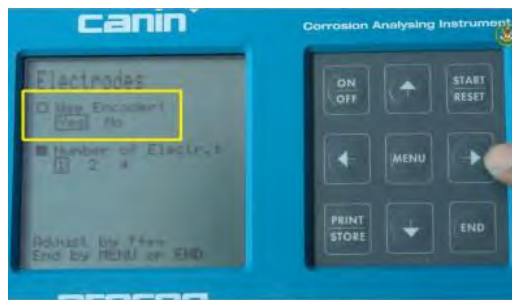 canin
Corrosion Analysing Instrument
Electrodes
Use Encoder:
Yes No
Number of Electr.:
1 2 4
Adjust by
End by MENU or END
ON
OFF
START
RESET
MENU
PRINT
STORE
END
proceq